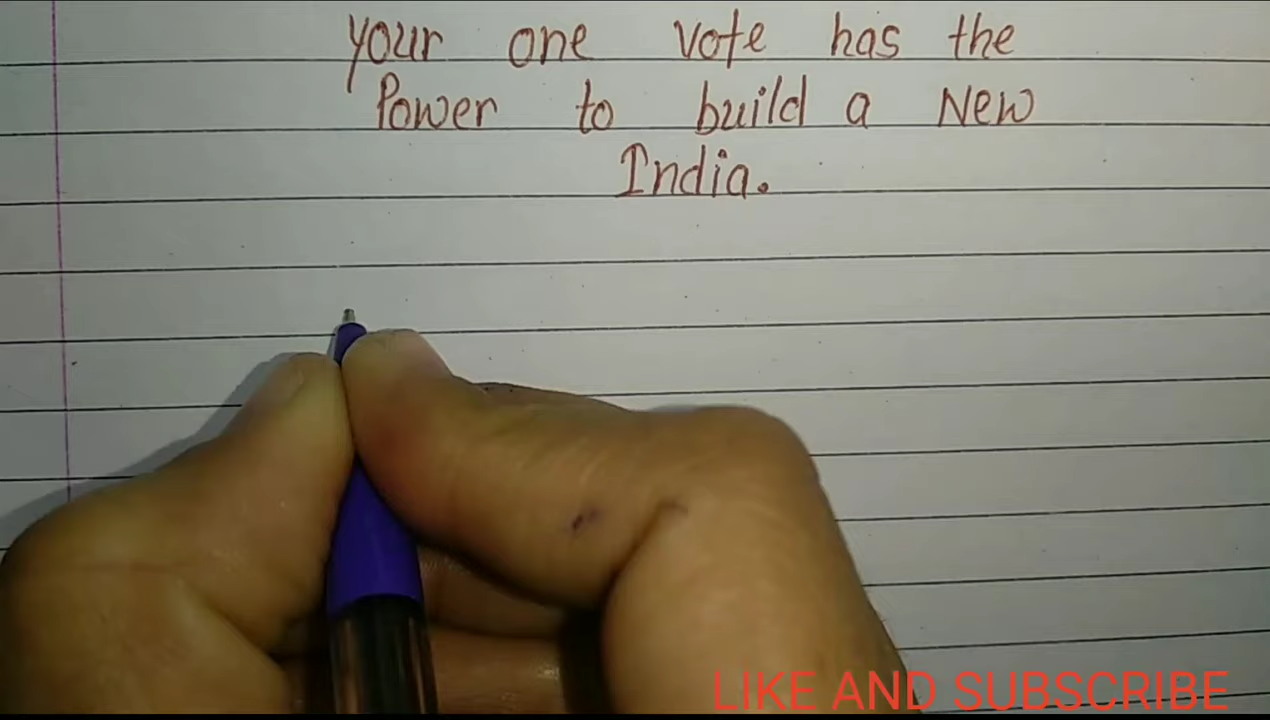 your one vote has the
Power to build a New
India.
LIKE AND SUBSCRIBE